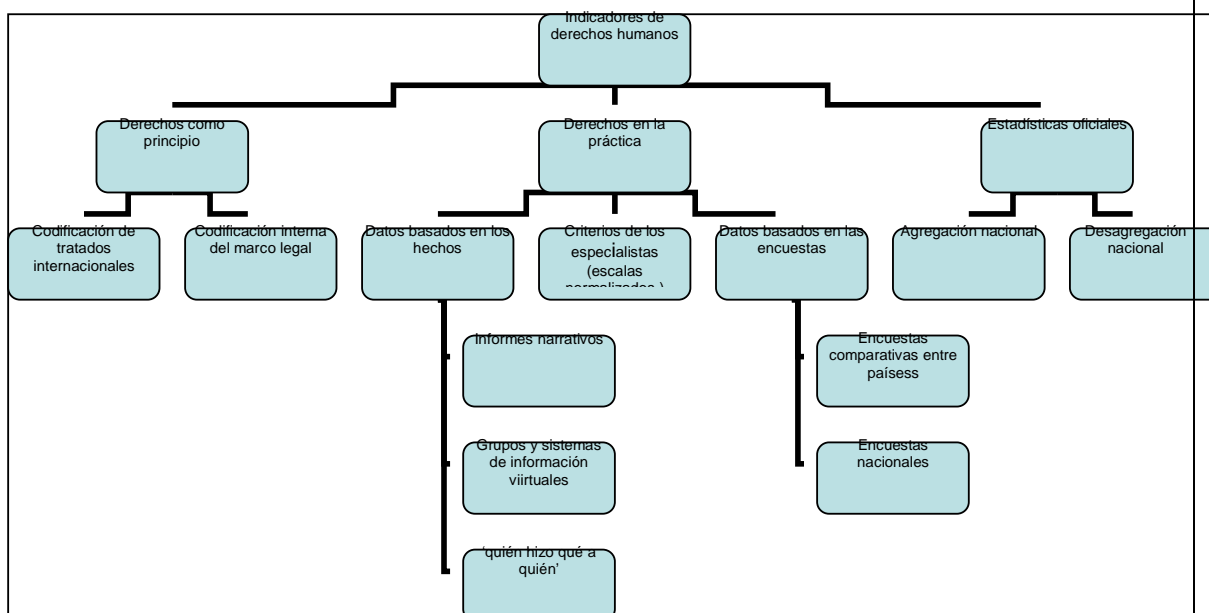 Indicadores de
derechos humanos
Derechos como
principio
Derechos en la
práctica
Estadísticas oficiales
Codificación de
tratados
internacionales
Codificación interna
del marco legal
Datos basados en los
hechos
Criterios de los
especialistas
(escalas
normalizados )
Datos basados en las
encuestas
Agregación nacional
Desagregación
nacional
Informes narrativos
Grupos y sistemas
de información
viirtuales
‘quién hizo qué a
quién’
Encuestas
comparativas entre
paísess
Encuestas
nacionales